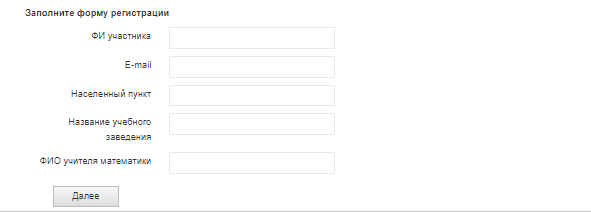 Заполните форму регистрации
ФИ участника
E-mail
Населенный пункт
Название учебного
заведения
ФИО учителя математики
Далее